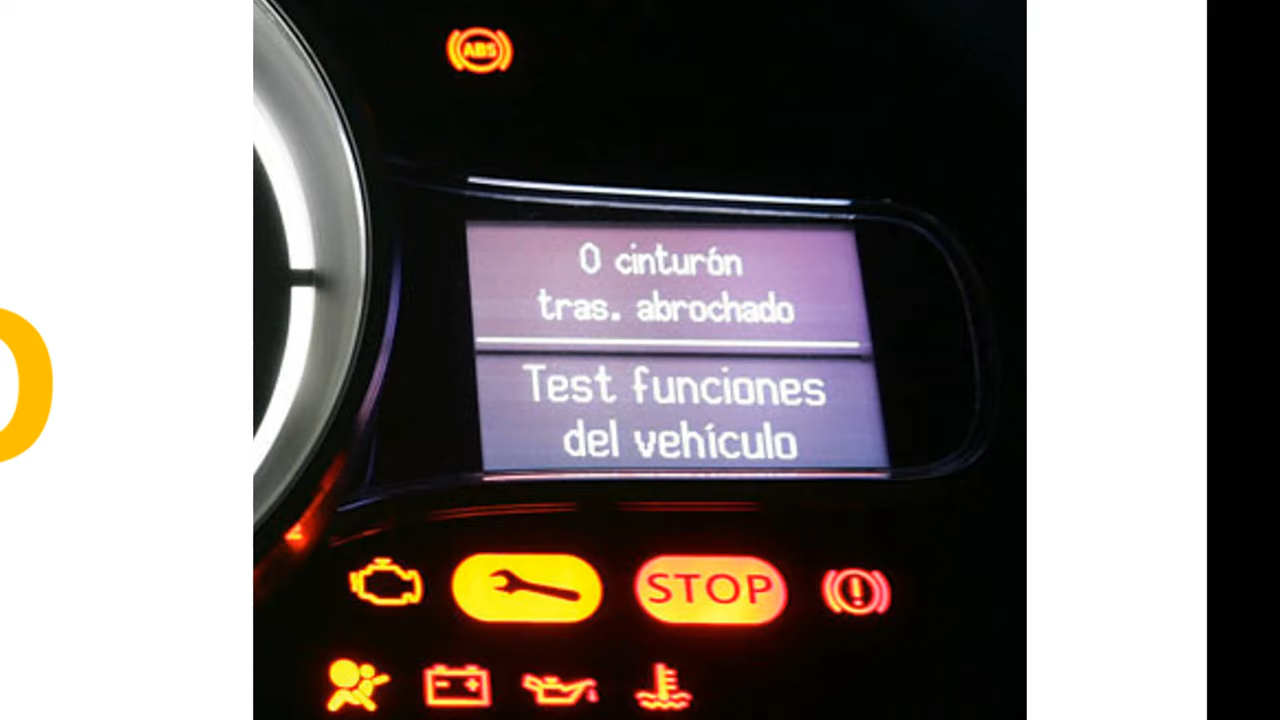 ABS
0 cinturón
tras. abrochado
Test funciones
del vehículo
STOP